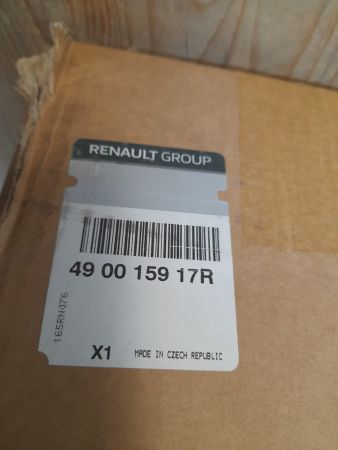 RENAULT GROUP
49 00 159 17R
165RN476
X1 MADE IN CZECH REPUBLIC